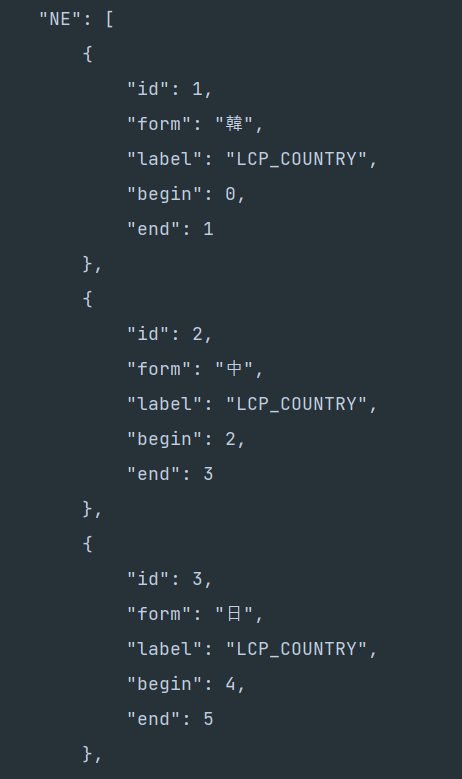 "NE": [
{
"id": 1,
"form": "韓",
"label": "LCP_COUNTRY",
"begin": 0,
"end": 1
},
{
"id": 2,
"form": "中",
"label": "LCP_COUNTRY",
"begin": 2,
"end": 3
},
{
"id": 3,
"form": "日",
"label": "LCP_COUNTRY",
"begin": 4,
"end": 5
},